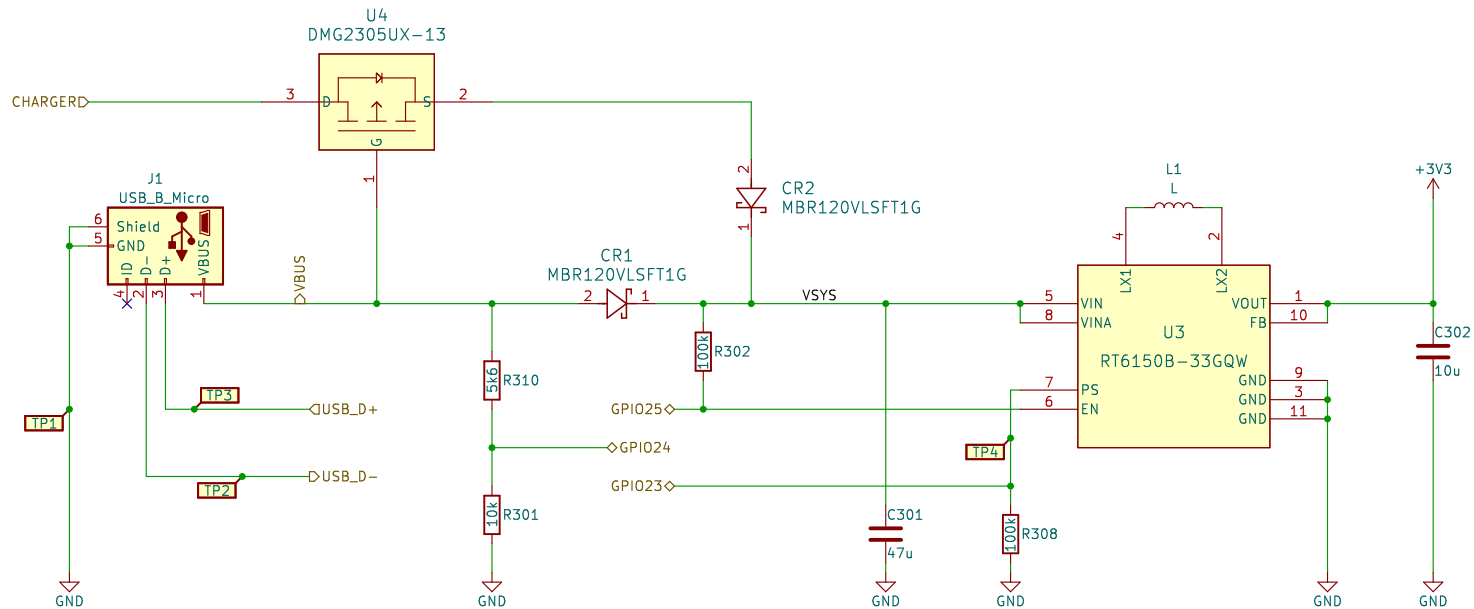 U4
DMG2305UX-13
CHARGER
3
D
S
2
G
1
J1
USB_B_Micro
6
Shield
5
GND
ID
D-
D+
VBUS
4
2
3
1
VBUS
CR1
MBR120VLSFT1G
2
1
2
CR2
MBR120VLSFT1G
1
VSYS
L1
L
4
2
LX1
LX2
+3V3
5
VIN
8
VINA
VOUT
1
FB
10
U3
RT6150B-33GQW
7
PS
6
EN
GND
9
GND
3
GND
11
C302
10u
100k
R302
5k6
R310
TP3
TP1
USB_D+
GPIO25
GPIO24
TP4
USB_D-
TP2
GPIO23
10k
R301
C301
47u
100k
R308
GND
GND
GND
GND
GND
GND